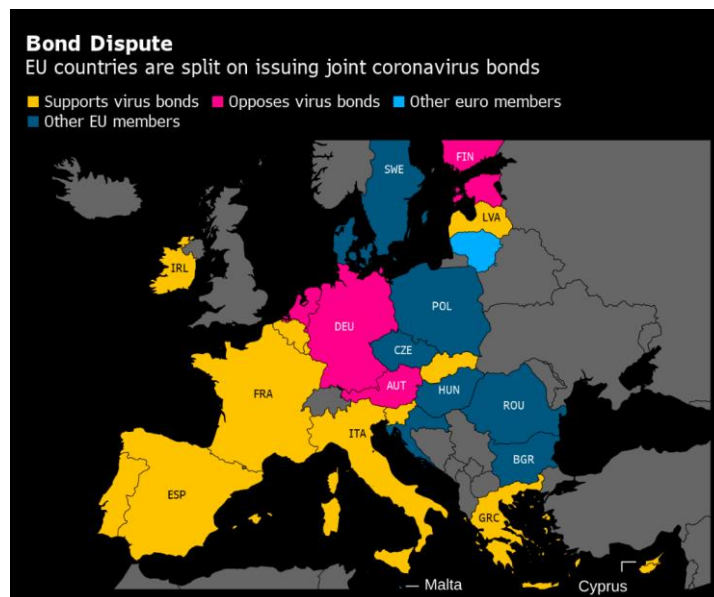 Bond Dispute
EU countries are split on issuing joint coronavirus bonds
Supports virus bonds Opposes virus bonds Other euro members
Other EU members
FIN
SWE
LVA
IRL
POL
DEU
CZE
AUT
HUN
FRA
ROU
ITA
BGR
ESP
GRC
Malta
Cyprus